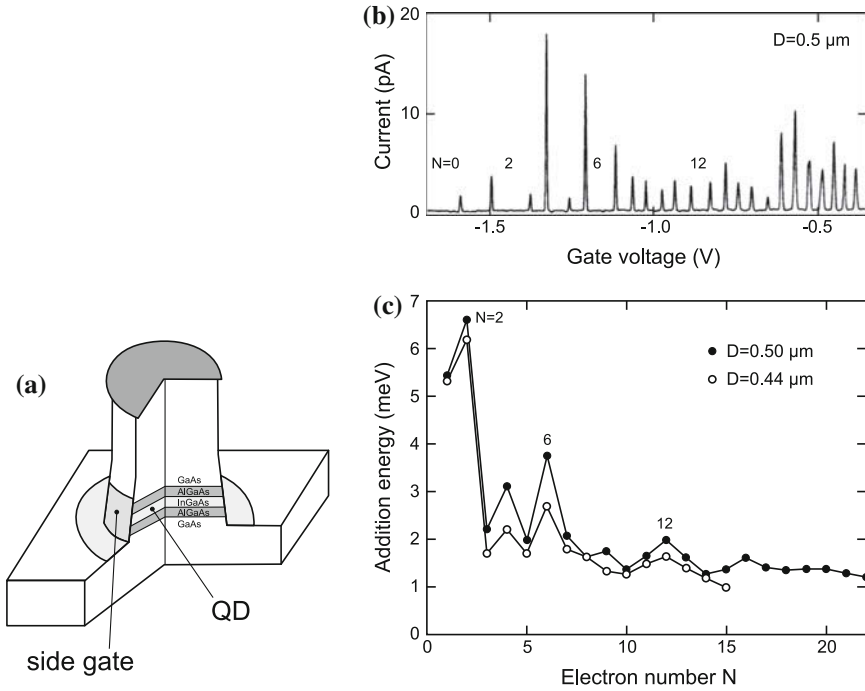 (b)
20
10
0
Current (pA)
D=0.5 μm
N=0
2
6
12
-1.5
-1.0
-0.5
Gate voltage (V)
(a)
GaAs
AlGaAs
InGaAs
AlGaAs
GaAs
QD
side gate
(c)
7
6
5
4
3
2
1
0
Addition energy (meV)
N=2
6
12
D=0.50 μm
D=0.44 μm
0
5
10
15
20
Electron number N